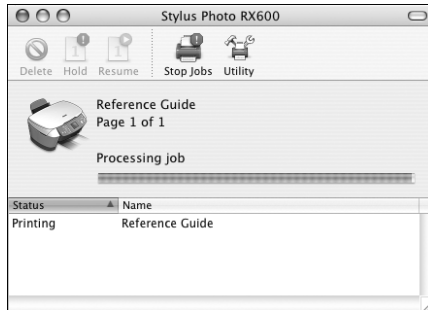 Stylus Photo RX600
Delete Hold Resume Stop Jobs Utility
Reference Guide
Page 1 of 1
Processing job
Status Name
Printing Reference Guide